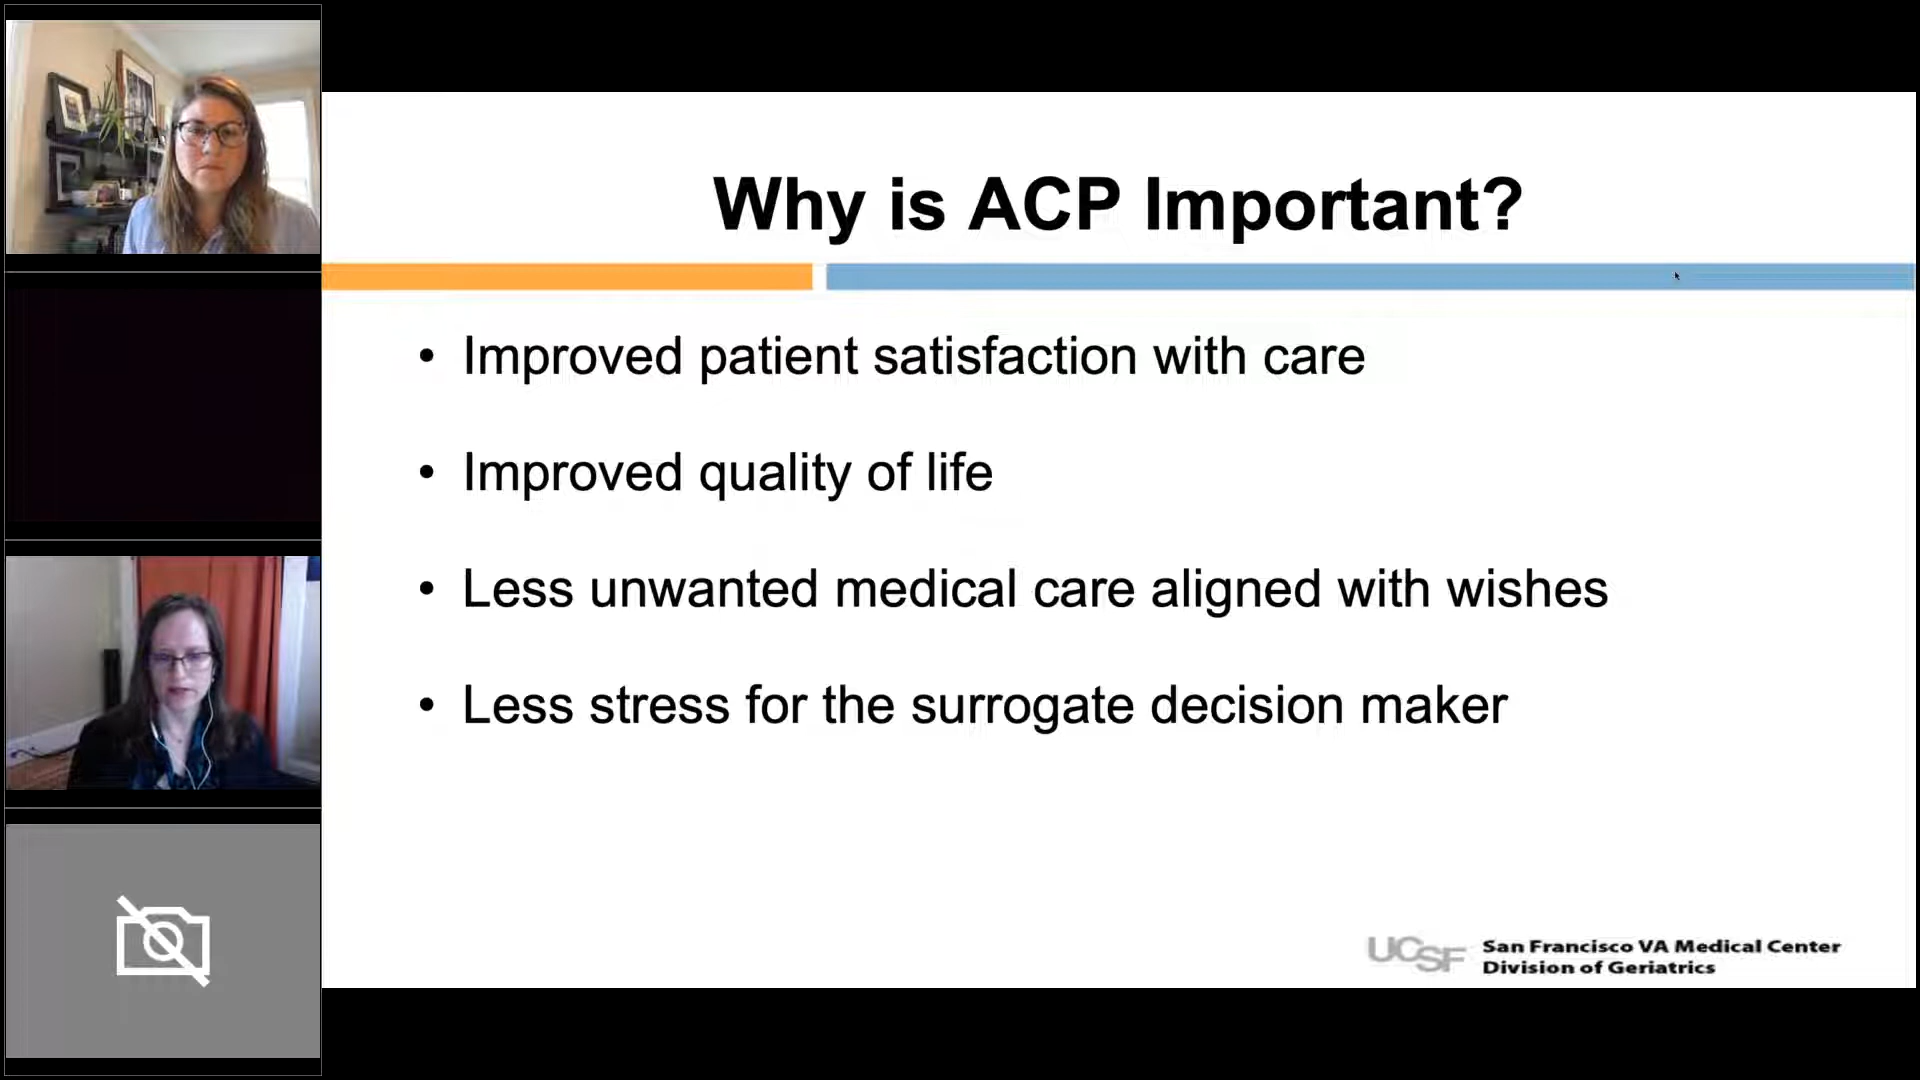 Why is ACP Important?
• Improved patient satisfaction with care
• Improved quality of life
• Less unwanted medical care aligned with wishes
• Less stress for the surrogate decision maker
UCSF San Francisco VA Medical Center
Division of Geriatrics